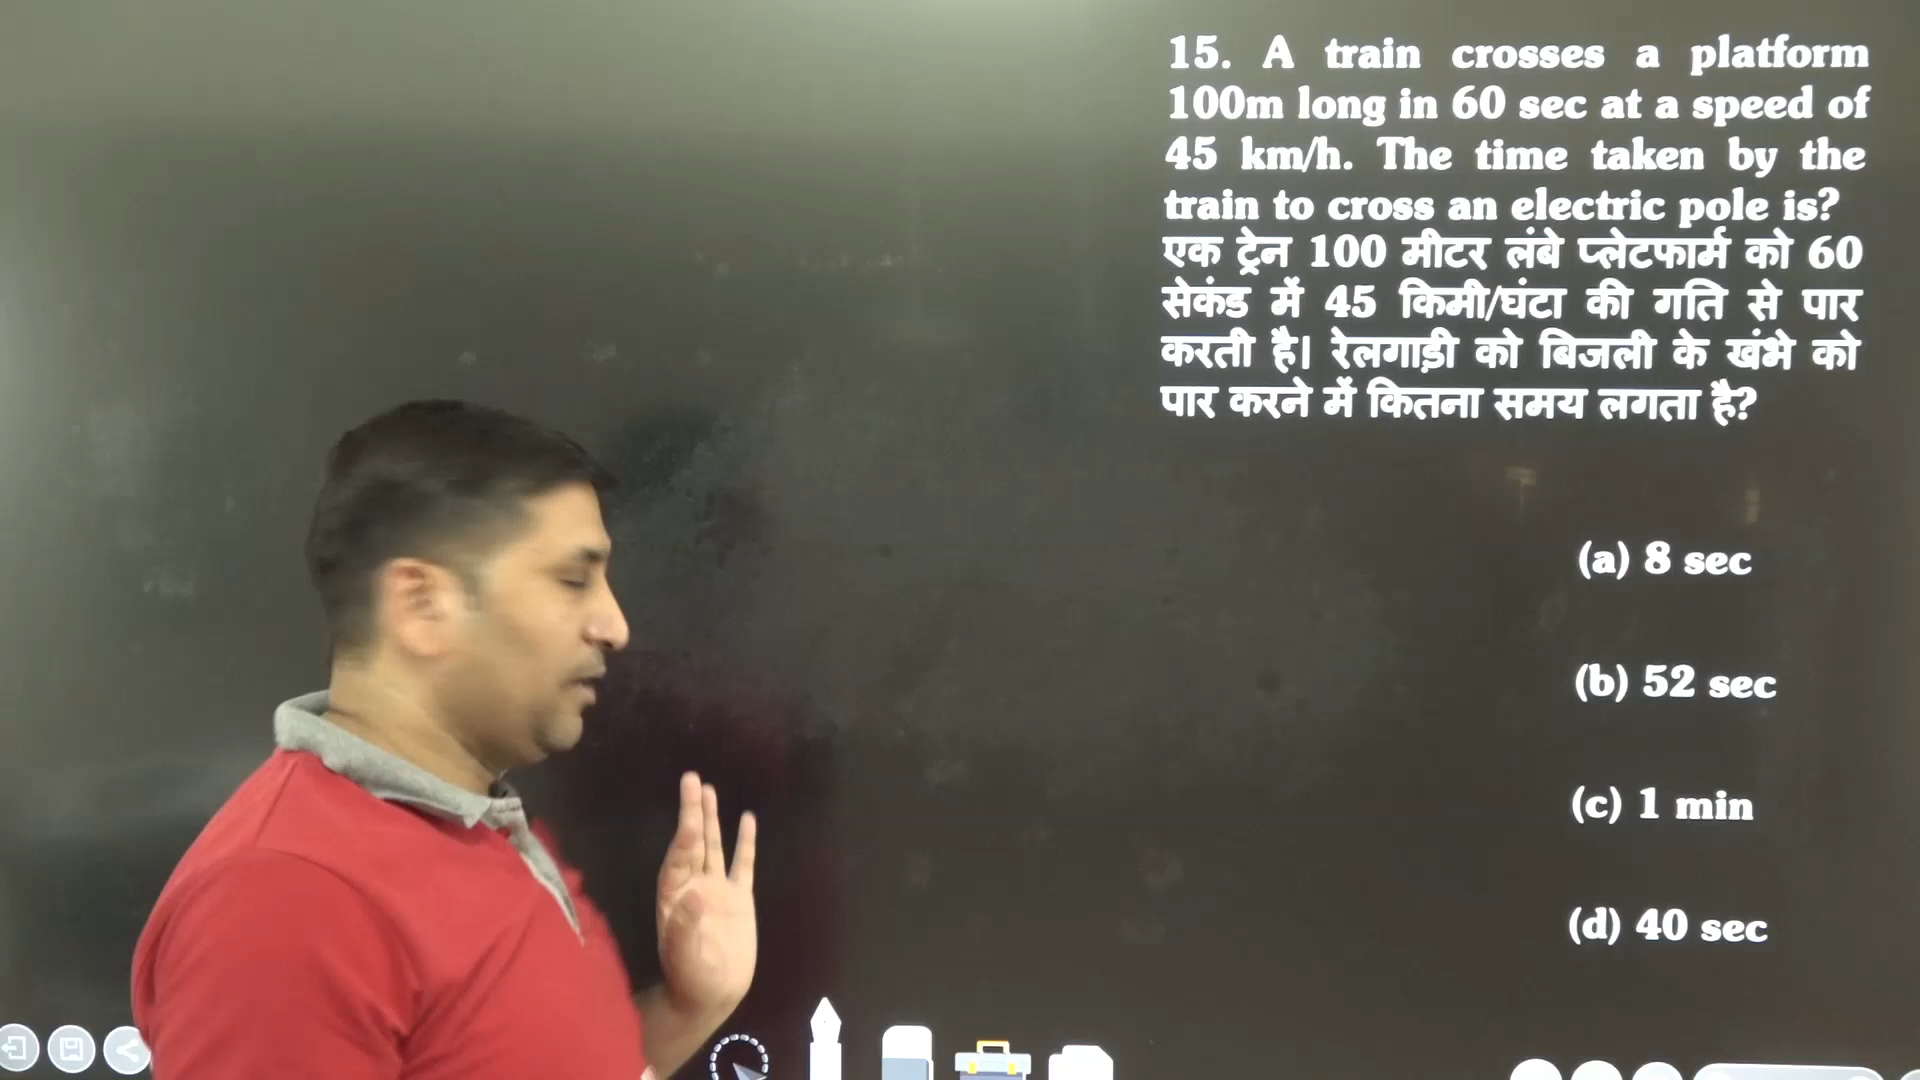 15. A train crosses a platform
100m long in 60 sec at a speed of
45 km/h. The time taken by the
train to cross an electric pole is?
एक ट्रेन 100 मीटर लंबे प्लेटफार्म को 60
सेकंड में 45 किमी/घंटा की गति से पार
करती है। रेलगाड़ी को बिजली के खंभे को
पार करने में कितना समय लगता है?
(a) 8 sec
(b) 52 sec
(c) 1 min
(d) 40 sec